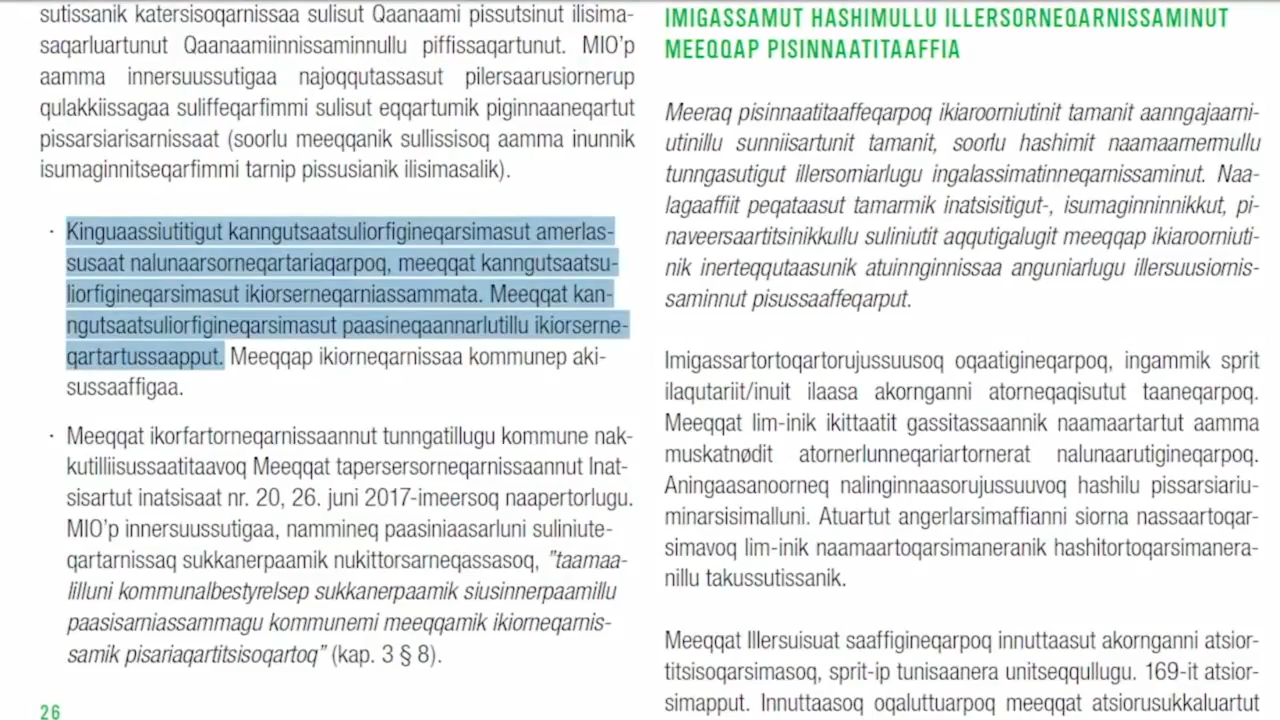 sutissanik katersisoqarnissaa sulisut Qaanaami pissutsinut ilisima-
saqarluartunut Qaanaamiinnissaminnullu piffissaqartunut. MIO’p
aamma innersuussutigaa najoqqutassasut pilersaarusiornerup
qulakkiissagaa suliffeqarfimmi sulisut eqqartumik piginnaaneqartut
pissarsiarisarnissaat (soorlu meeqqanik sullissisoq aamma inunnik
isumaginnitseqarfimmi tarnip pissusianik ilisimasalik).
· Kinguaassiutitigut kanngutsaatsuliorfigineqarsimasut amerlas-
susaat nalunaarsorneqartariaqarpoq, meeqqat kanngutsaatsu-
liorfigineqarsimasut ikiorserneqarniassammata. Meeqqat kan-
ngutsaatsuliorfigineqarsimasut paasineqaannarlutillu ikiorserne-
qartartussaapput. Meeqqap ikiorneqarnissaa kommunep aki-
sussaaffigaa.
· Meeqqat ikorfartorneqarnissaannut tunngatillugu kommune nak-
kutilliisussaatitaavoq Meeqqat tapersersorneqarnissaannut Inat-
sisartut inatsisaat nr. 20, 26. juni 2017-imeersoq naapertorlugu.
MIO’p innersuussutigaa, nammineq paasiniaasarluni suliniute-
qartarnissaq sukkanerpaamik nukittorsarneqassasoq, ”taamaa-
lilluni kommunalbestyrelsep sukkanerpaamik siusinnerpaamillu
paasisarniassammagu kommunemi meeqqamik ikiorneqarnis-
samik pisariaqartitsisoqartoq” (kap. 3 § 8).
26
IMIGASSAMUT HASHIMULLU ILLERSORNEQARNISSAMINUT
MEEQQAP PISINNAATITAAFFIA
Meeraq pisinnaatitaaffeqarpoq ikiaroorniutinit tamanit aanngajaarni-
utinillu sunniisartunit tamanit, soorlu hashimit naamaarnermullu
tunngasutigut illersorniarlugu ingalassimatinneqarnissaminut. Naa-
lagaaffiit peqataasut tamarmik inatsisitigut-, isumaginninnikkut, pi-
naveersaartitsinikkullu suliniutit aqqutigalugit meeqqap ikiaroorniuti-
nik inerteqqutaasunik atuinnginnissaa anguniarlugu illersuusiornis-
saminnut pisussaaffeqarput.
Imigassartortoqartorujussuusoq oqaatigineqarpoq, ingammik sprit
ilaqutariit/inuit ilaasa akornganni atorneqaqisutut taaneqarpoq.
Meeqqat lim-inik ikittaatit gassitassaannik naamaartartut aamma
muskatnødit atornerlunneqariartornerat nalunaarutigineqarpoq.
Aningaasanoorneq nalinginnaasorujussuuvoq hashilu pissarsiariu-
minarsisimalluni. Atuartut angerlarsimaffianni siorna nassaartoqar-
simavoq lim-inik naamaartoqarsimaneranik hashitortoqarsimanera-
nillu takussutissanik.
Meeqqat Illersuisuat saaffigineqarpoq innuttaasut akornganni atsior-
titsisoqarsimasoq, sprit-ip tunisaanera unitseqqullugu. 169-it atsior-
simapput. Innuttaasoq oqaluttuarpoq meeqqat atsiorusukkaluartut